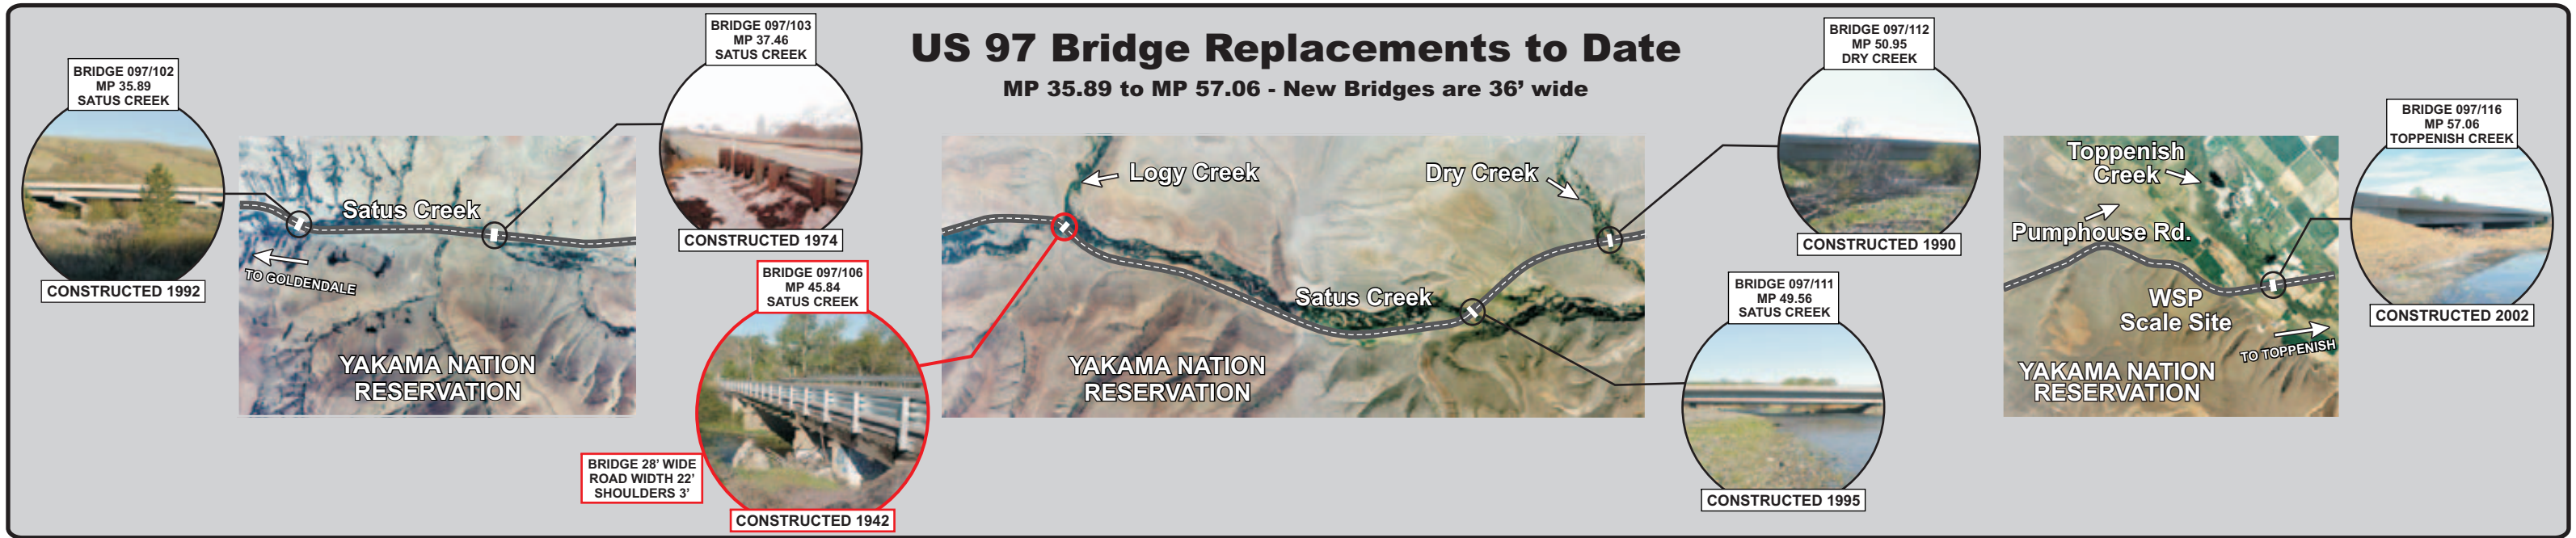 US 97 Bridge Replacements to Date
MP 35.89 to MP 57.06 - New Bridges are 36’ wide
BRIDGE 097/102
MP 35.89
SATUS CREEK
CONSTRUCTED 1992
Satus Creek
TO GOLDENDALE
YAKAMA NATION
RESERVATION
BRIDGE 097/103
MP 37.46
SATUS CREEK
CONSTRUCTED 1974
BRIDGE 097/106
MP 45.84
SATUS CREEK
BRIDGE 28’ WIDE
ROAD WIDTH 22’
SHOULDERS 3’
CONSTRUCTED 1942
Logy Creek
Dry Creek
Satus Creek
YAKAMA NATION
RESERVATION
BRIDGE 097/112
MP 50.95
DRY CREEK
CONSTRUCTED 1990
BRIDGE 097/111
MP 49.56
SATUS CREEK
CONSTRUCTED 1995
Toppenish
Creek
Pumphouse Rd.
WSP
Scale Site
TO TOPPENISH
YAKAMA NATION
RESERVATION
BRIDGE 097/116
MP 57.06
TOPPENISH CREEK
CONSTRUCTED 2002